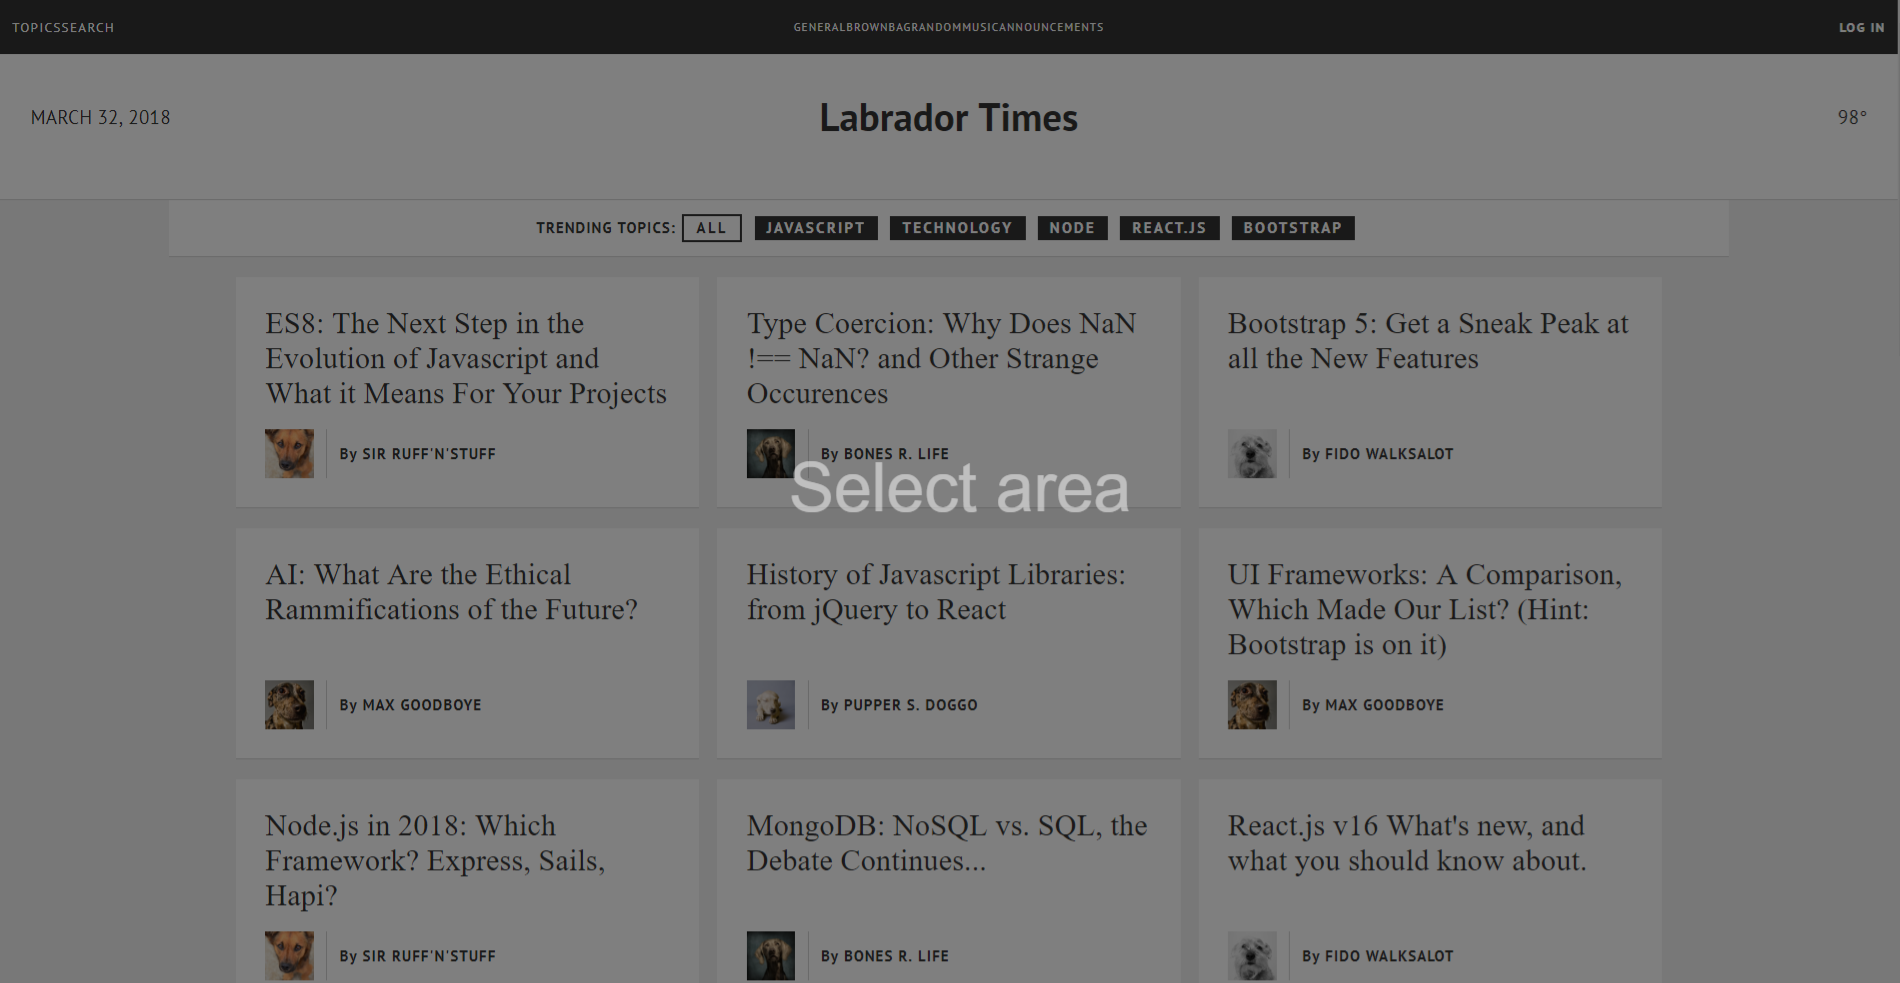 TOPICSSEARCH
GENERALBROWNBAGRANDOMMUSICANNOUNCEMENTS
LOG IN
MARCH 32, 2018
Labrador Times
98°
TRENDING TOPICS: ALL JAVASCRIPT TECHNOLOGY NODE REACT.JS BOOTSTRAP
ES8: The Next Step in the
Evolution of Javascript and
What it Means For Your Projects
By SIR RUFF'N'STUFF
Type Coercion: Why Does NaN
!== NaN? and Other Strange
Occurences
By BONES R. LIFE
Bootstrap 5: Get a Sneak Peak at
all the New Features
By FIDO WALKSALOT
Select area
AI: What Are the Ethical
Rammifications of the Future?
By MAX GOODBOYE
History of Javascript Libraries:
from jQuery to React
By PUPPER S. DOGGO
UI Frameworks: A Comparison,
Which Made Our List? (Hint:
Bootstrap is on it)
By MAX GOODBOYE
Node.js in 2018: Which
Framework? Express, Sails,
Hapi?
By SIR RUFF'N'STUFF
MongoDB: NoSQL vs. SQL, the
Debate Continues...
By BONES R. LIFE
React.js v16 What's new, and
what you should know about.
By FIDO WALKSALOT